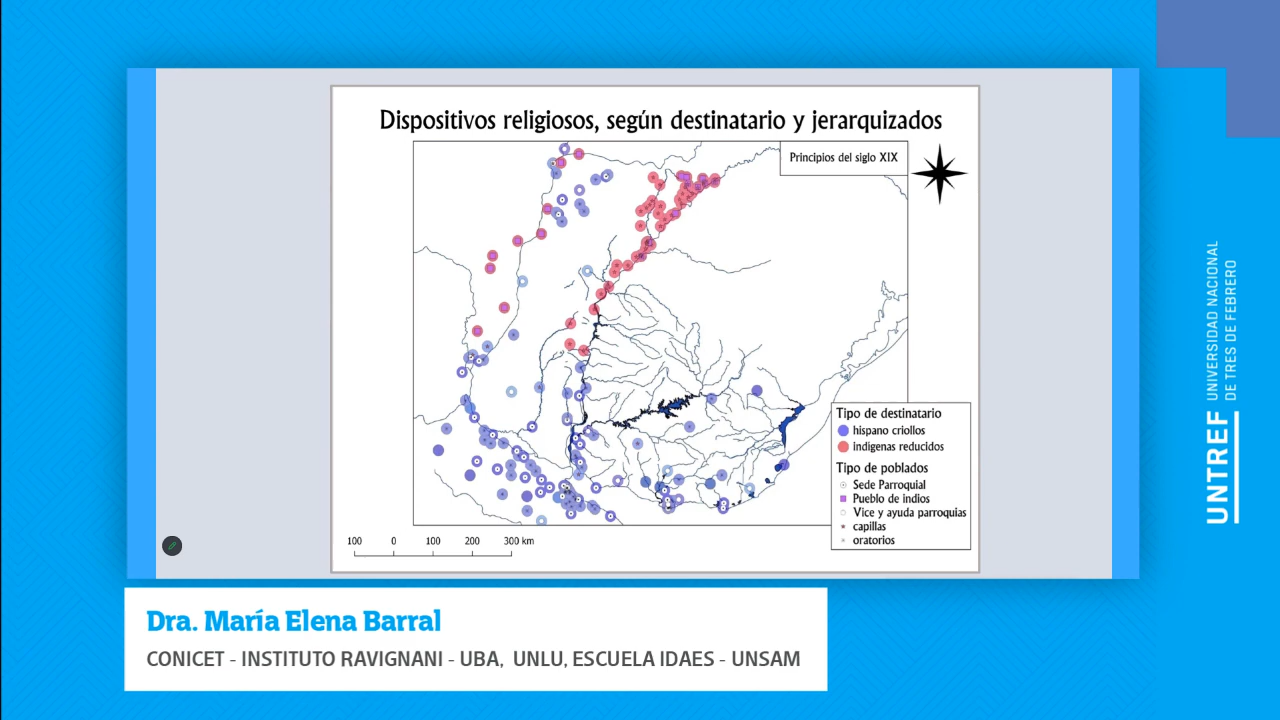 Dispositivos religiosos, según destinatario y jerarquizados
Principios del siglo XIX
Tipo de destinatario
hispano criollos
indígenas reducidos
Tipo de poblados
Sede Parroquial
Pueblo de indios
Vice y ayuda parroquias
capillas
oratorios
100 0 100 200 300 km
UNTREF
UNIVERSIDAD NACIONAL
DE TRES DE FEBRERO
Dra. María Elena Barral
CONICET - INSTITUTO RAVIGNANI - UBA, UNLU, ESCUELA IDAES - UNSAM